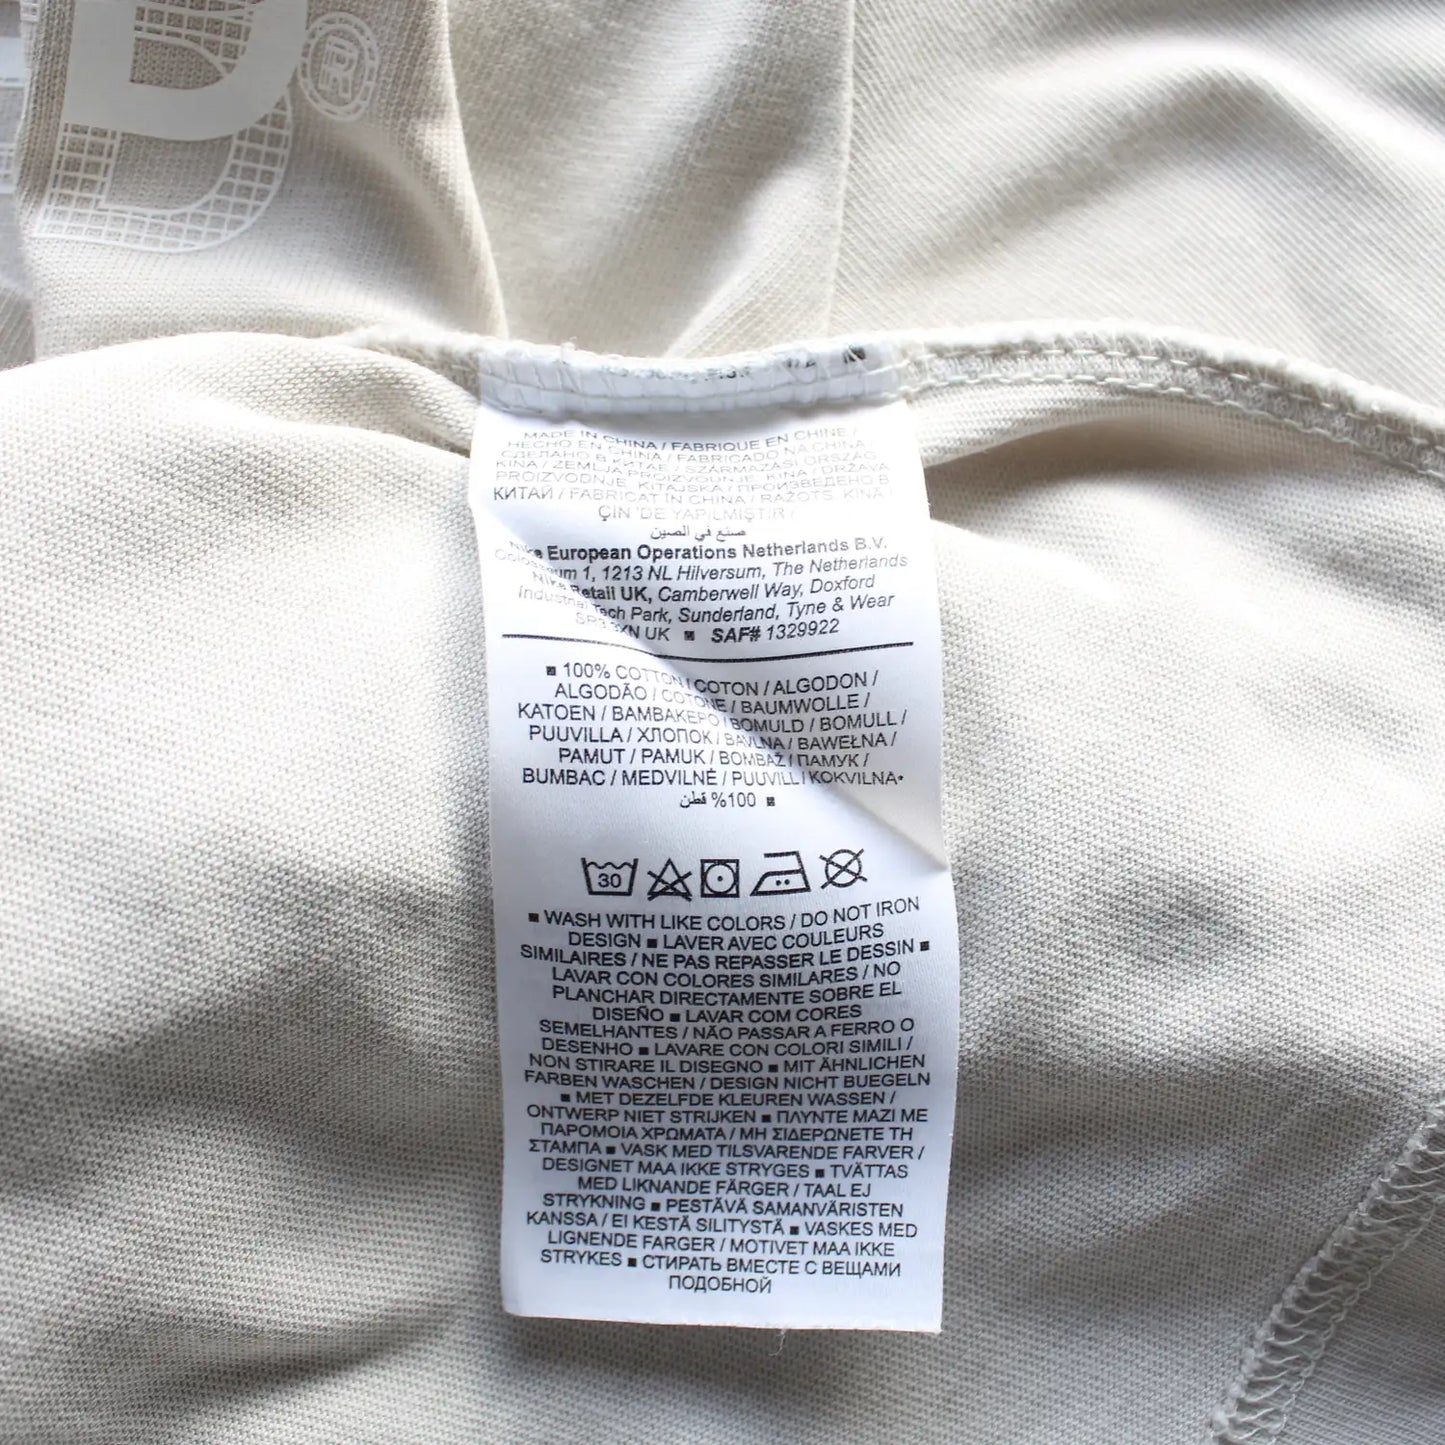 D®
MADE IN CHINA / FABRIQUE EN CHINE /
HECHO EN CHINA / FABRICADO NA CHINA /
СДЕЛАНО В КИТАЕ / SZÁRMAZÁSI ORSZÁG
KÍNA / ZEMLJA PROIZVODNJE KINA / DRŽAVA
PROIZVODNJE KITAJSKA / ПРОИЗВЕДЕНО В
КИТАЙ / FABRICAT ÎN CHINA / RAŽOTS ĶĪNĀ /
ÇİN 'DE YAPILMIŞTIR /
صنع في الصين
Nike European Operations Netherlands B.V.
Colosseum 1, 1213 NL Hilversum, The Netherlands
Nike Retail UK, Camberwell Way, Doxford
Industrial Tech Park, Sunderland, Tyne & Wear
SR3 3XN UK ■ SAF# 1329922
■ 100% COTTON / COTON / ALGODON /
ALGODÃO / COTONE / BAUMWOLLE /
KATOEN / ΒΑΜΒΑΚΕΡΟ / BOMULD / BOMULL /
PUUVILLA / ХЛОПОК / BAVLNA / BAWEŁNA /
PAMUT / PAMUK / BOMBAŽ / ПАМУК /
BUMBAC / MEDVILNĖ / PUUVILL / KOKVILNA•
100% قطن ■
30
■ WASH WITH LIKE COLORS / DO NOT IRON
DESIGN ■ LAVER AVEC COULEURS
SIMILAIRES / NE PAS REPASSER LE DESSIN ■
LAVAR CON COLORES SIMILARES / NO
PLANCHAR DIRECTAMENTE SOBRE EL
DISEÑO ■ LAVAR COM CORES
SEMELHANTES / NÃO PASSAR A FERRO O
DESENHO ■ LAVARE CON COLORI SIMILI /
NON STIRARE IL DISEGNO ■ MIT ÄHNLICHEN
FARBEN WASCHEN / DESIGN NICHT BUEGELN
■ MET DEZELFDE KLEUREN WASSEN /
ONTWERP NIET STRIJKEN ■ ΠΛΥΝΤΕ ΜΑΖΙ ΜΕ
ΠΑΡΟΜΟΙΑ ΧΡΩΜΑΤΑ / ΜΗ ΣΙΔΕΡΩΝΕΤΕ ΤΗ
ΣΤΑΜΠΑ ■ VASK MED TILSVARENDE FARVER /
DESIGNET MAA IKKE STRYGES ■ TVÄTTAS
MED LIKNANDE FÄRGER / TAAL EJ
STRYKNING ■ PESTÄVÄ SAMANVÄRISTEN
KANSSA / EI KESTÄ SILITYSTÄ ■ VASKES MED
LIGNENDE FARGER / MOTIVET MAA IKKE
STRYKES ■ СТИРАТЬ ВМЕСТЕ С ВЕЩАМИ
ПОДОБНОЙ